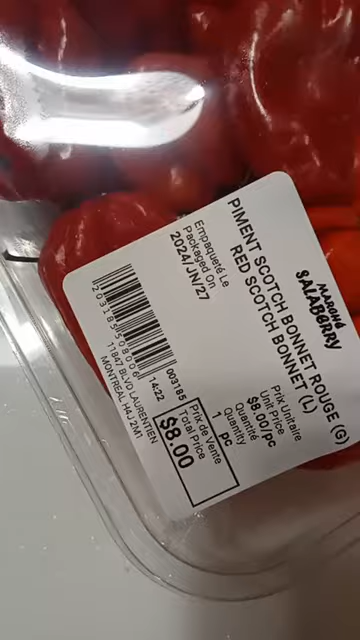 MARCHÉ
SALABERRY
PIMENT SCOTCH BONNET ROUGE (G)
RED SCOTCH BONNET (L)
Empaqueté Le
Packaged On
2024/JN/27
Prix Unitaire
Unit Price
$8.00/pc
Quantité
Quantity
1 pc
003185
14:22
Prix de Vente
Total Price
$8.00
11847 BLVD LAURENTIEN
MONTREAL H4J 2M1